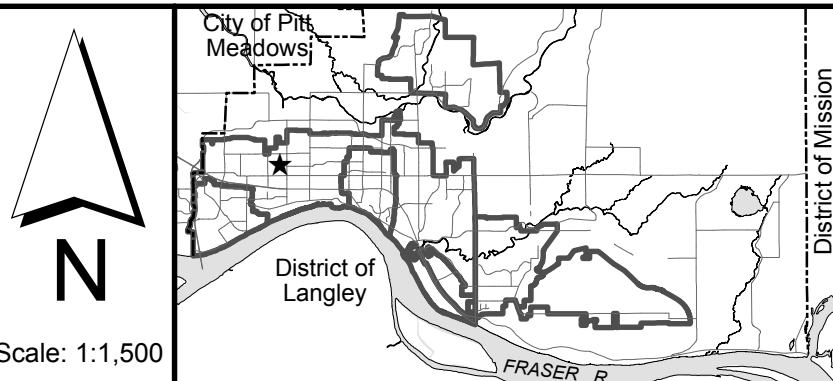 City of Pitt
Meadows
District of Mission
District of
Langley
N
Scale: 1:1,500
FRASER R.